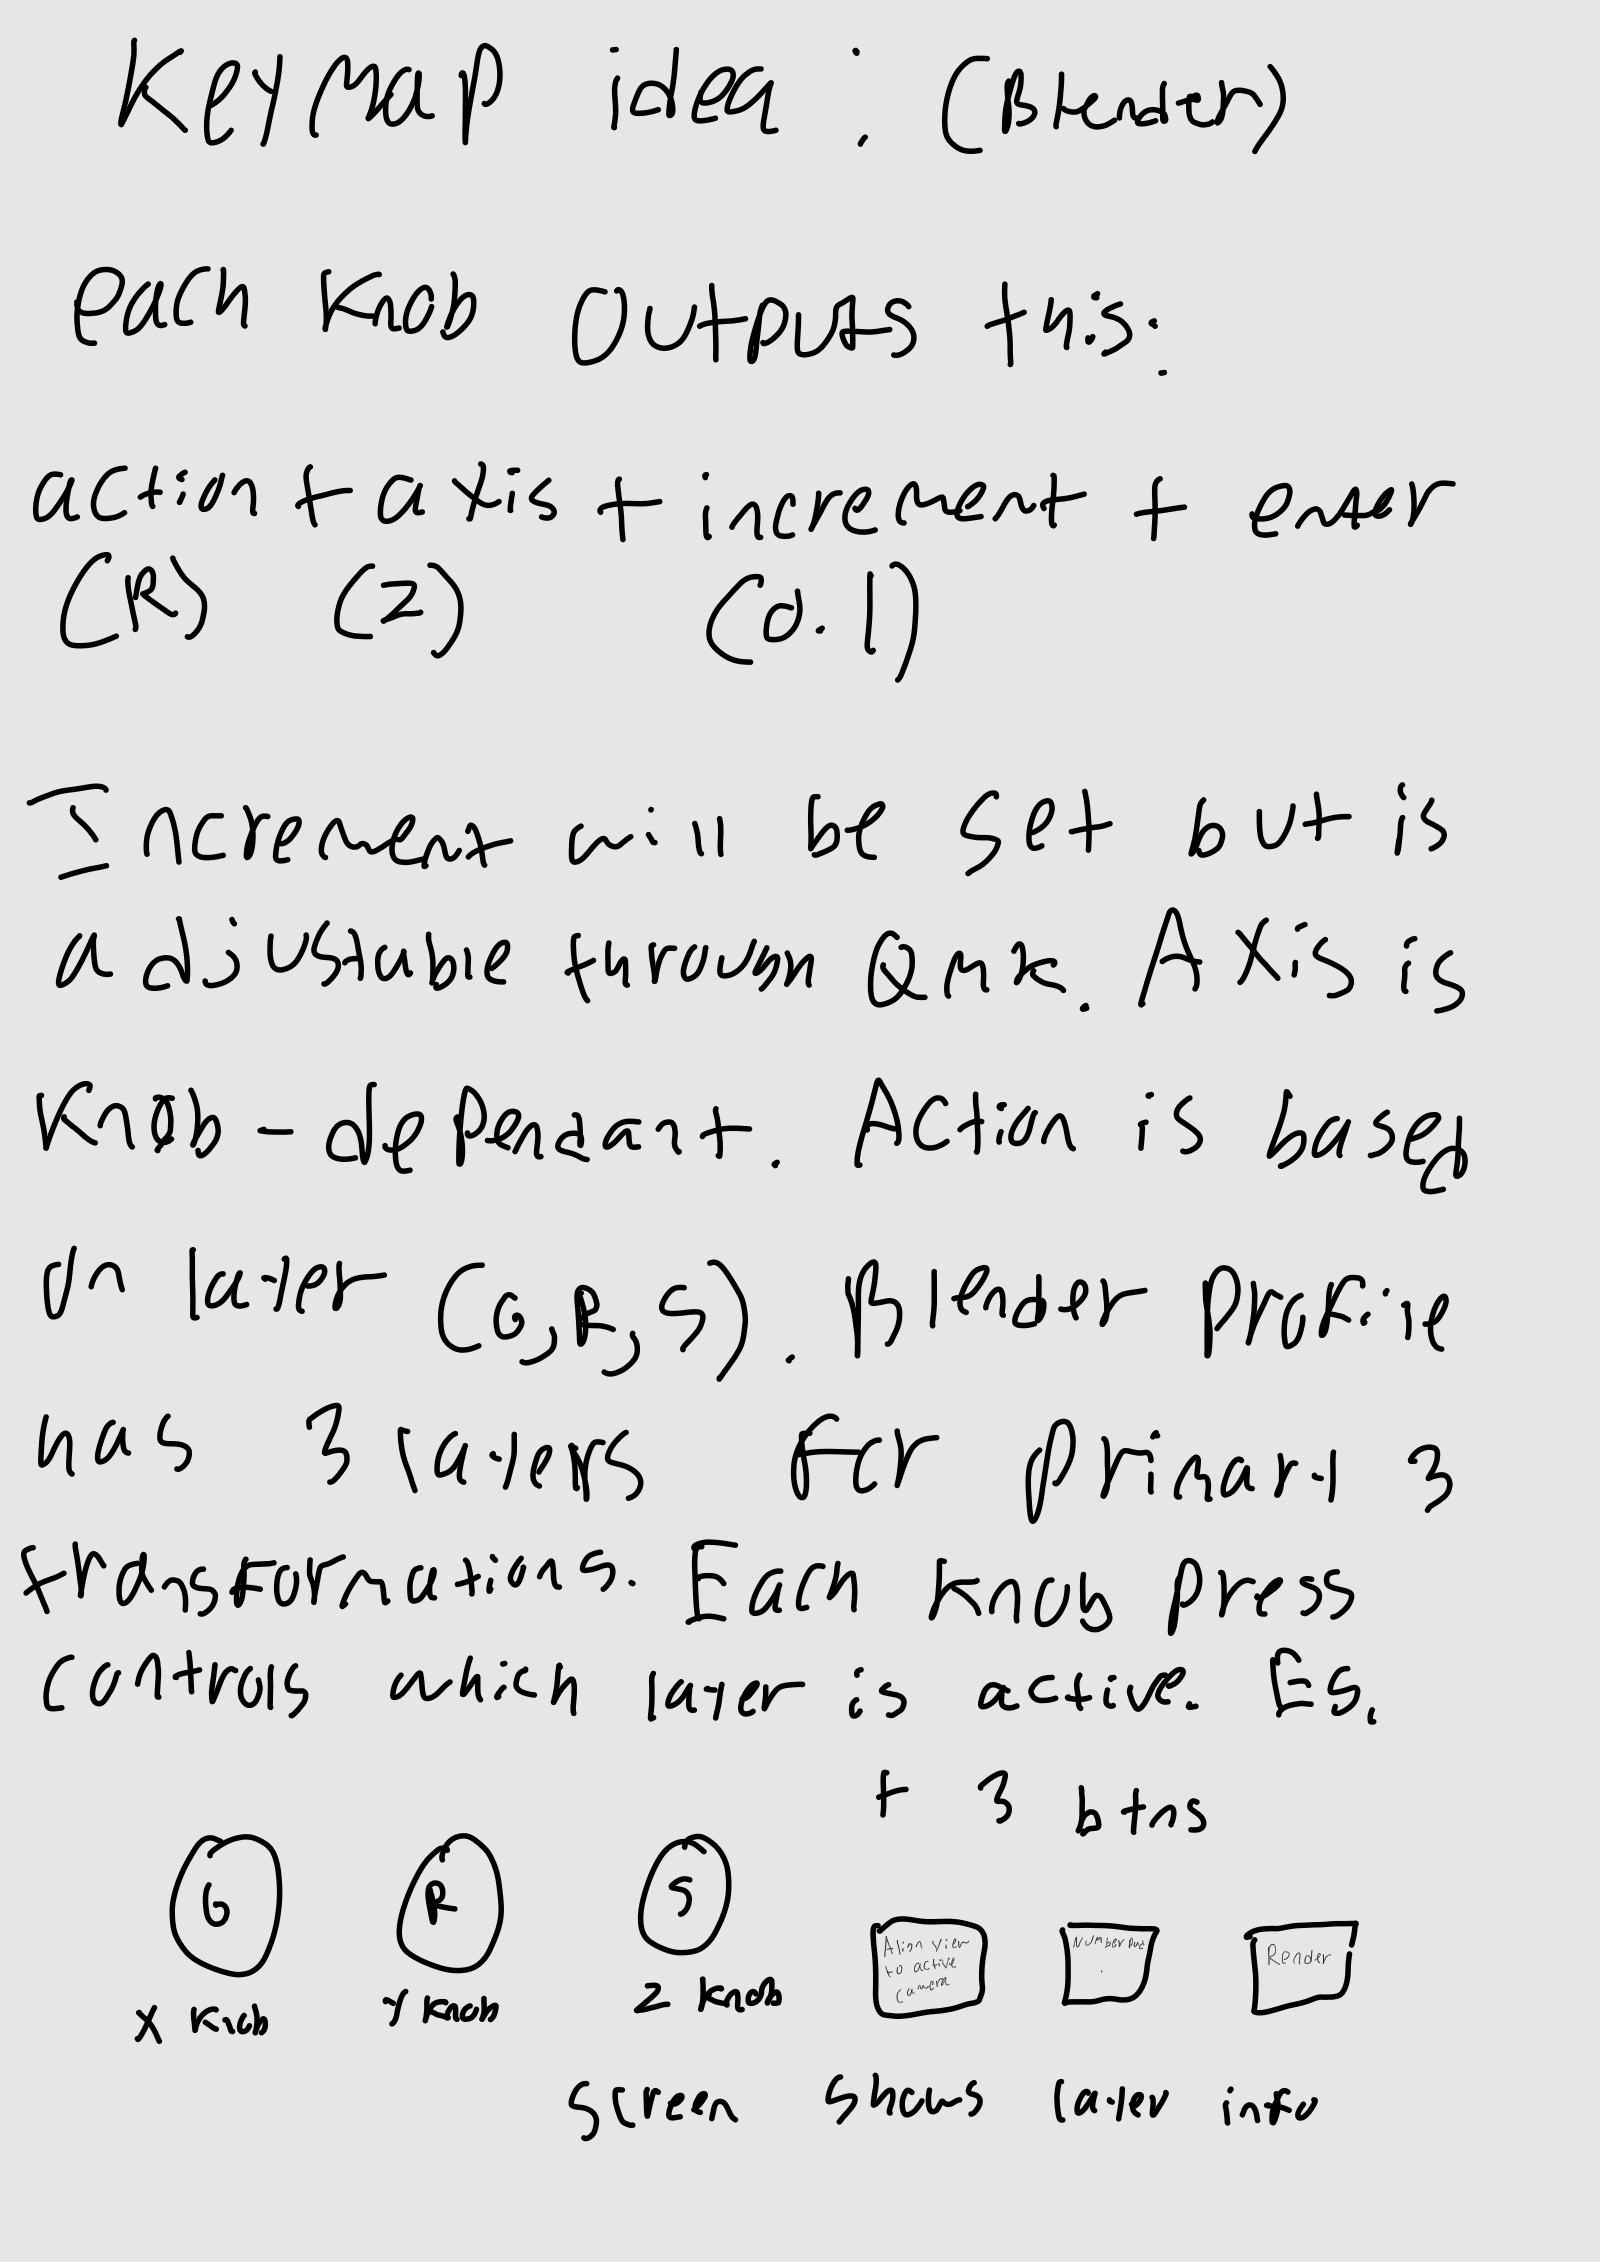 Keymap idea : (Blender)
each knob outputs this:
action + axis + increment + enter
(R) (Z) (0.1)
Increment will be set but is
adjustable through Qmk. Axis is
Knob-dependant. Action is based
on layer (G,R,S). Blender profile
has 3 layers for primary 3
transformations. Each knob press
controls which layer is active. Eg.
+ 3 btns
G R S
Align view
to active
camera
Number pad
.
Render
X Knob Y Knob Z Knob
Screen shows layer info